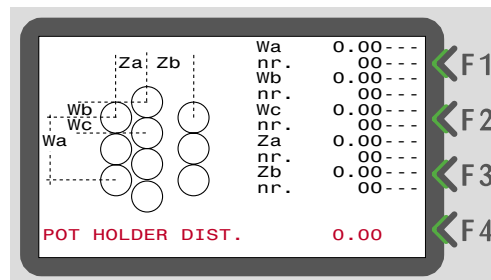 Za Zb
Wb
Wc
Wa
Wa 0.00---
nr. 00---
Wb 0.00---
nr. 00---
Wc 0.00---
nr. 00---
Za 0.00---
nr. 00---
Zb 0.00---
nr. 00---
POT HOLDER DIST. 0.00
F1
F2
F3
F4